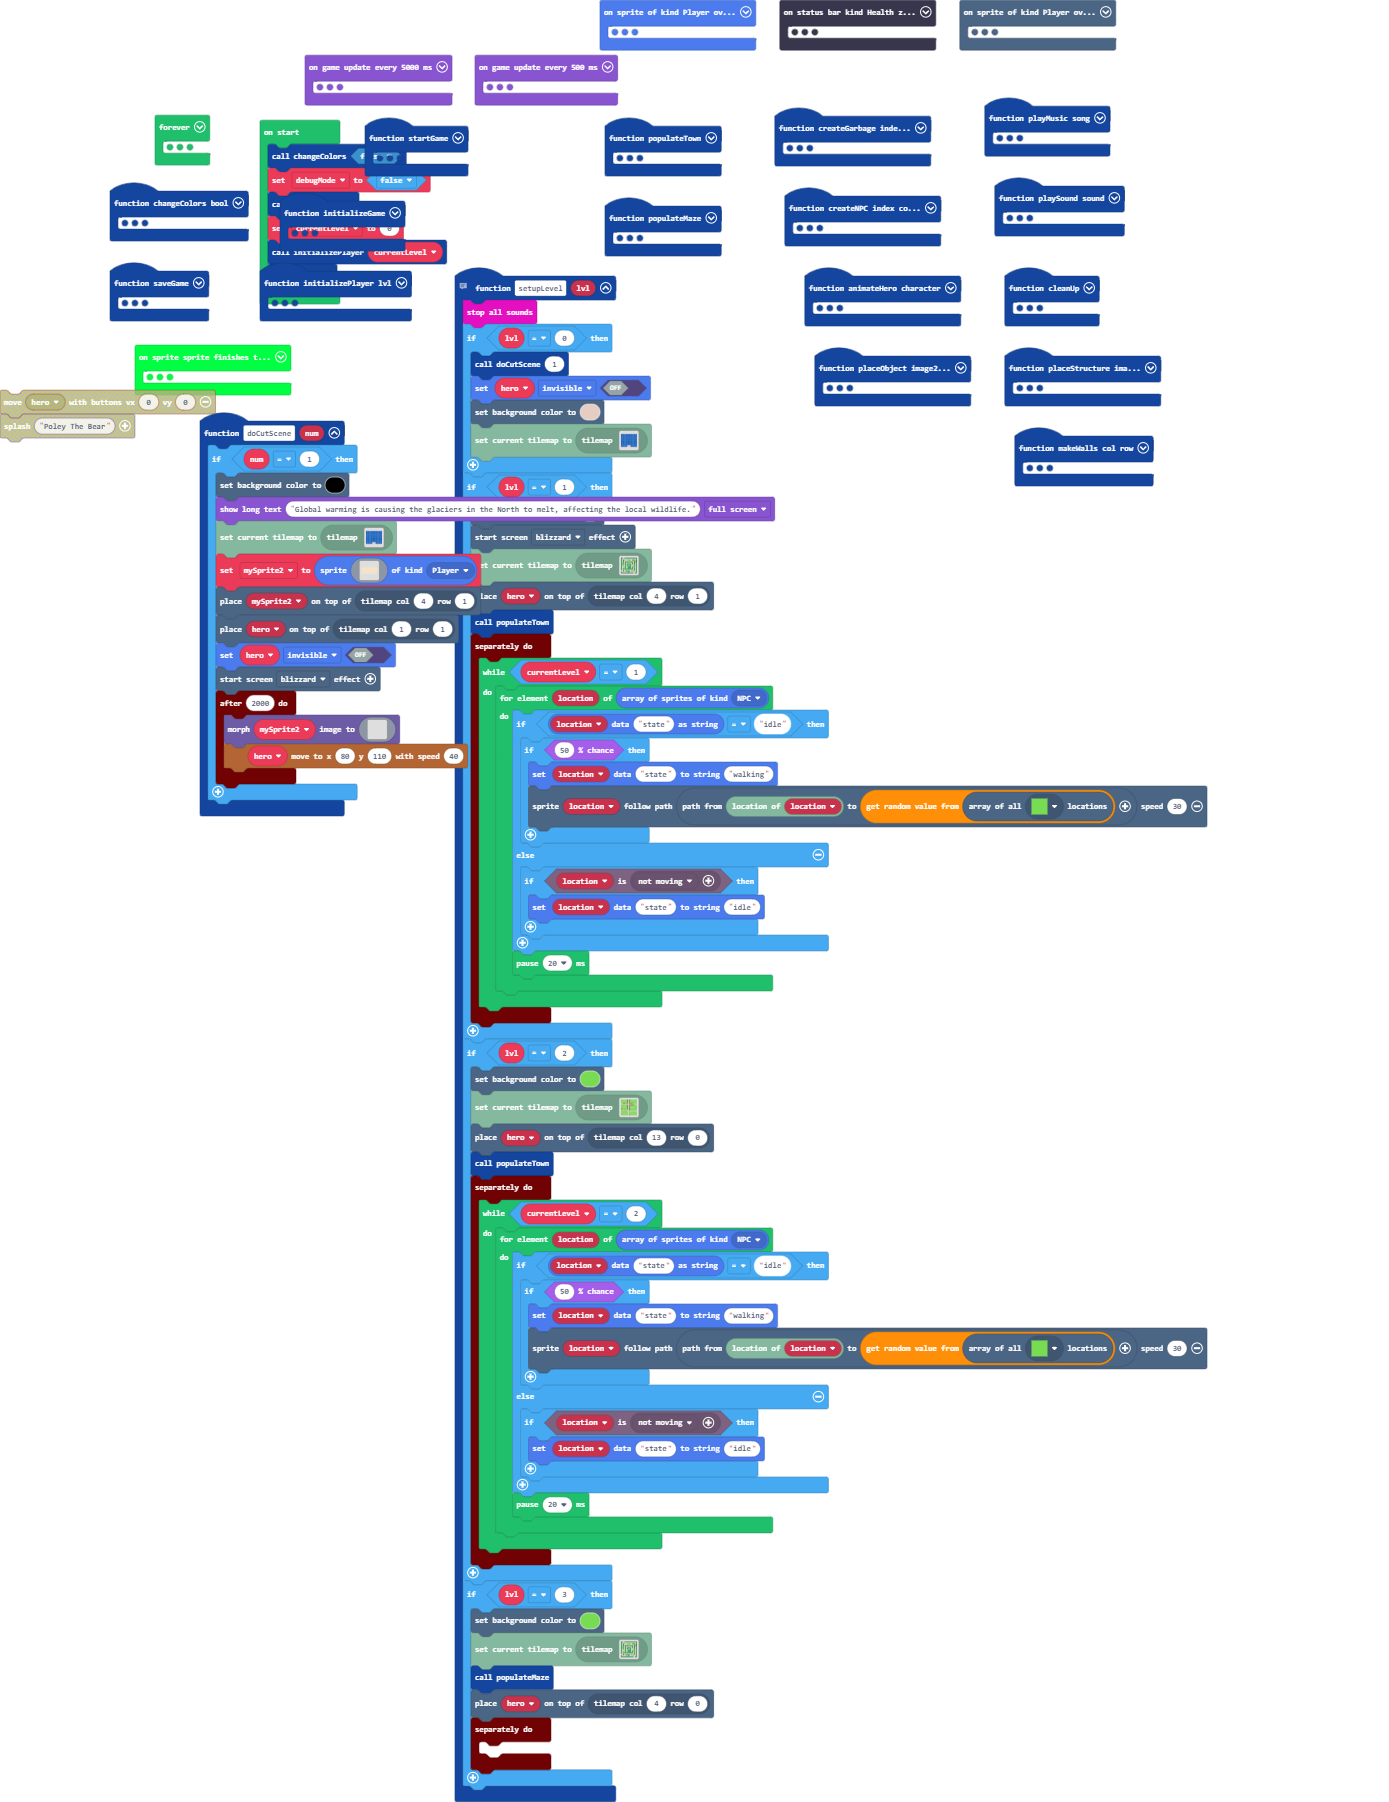 on sprite of kind Player ov...
on status bar kind Health z...
on sprite of kind Player ov...
on game update every 5000 ms
on game update every 500 ms
forever
on start
call changeColors
set debugMode to false
currentLevel to 0
call initializePlayer currentLevel
function startGame
function initializeGame
function populateTown
function populateMaze
function createGarbage inde...
function createNPC index co...
function playMusic song
function playSound sound
function changeColors bool
function saveGame
function initializePlayer lvl
function animateHero character
function cleanUp
function placeObject image2...
function placeStructure ima...
function makeWalls col row
on sprite sprite finishes t...
move hero with buttons vx 0 vy 0
splash "Poley The Bear"
function doCutScene num
if num = 1 then
set background color to
show long text "Global warming is causing the glaciers in the North to melt, affecting the local wildlife." full screen
set current tilemap to tilemap
set mySprite2 to sprite of kind Player
place mySprite2 on top of tilemap col 4 row 1
place hero on top of tilemap col 1 row 1
set hero invisible OFF
start screen blizzard effect
after 2000 do
morph mySprite2 image to
hero move to x 80 y 110 with speed 40
function setupLevel lvl
stop all sounds
if lvl = 0 then
call doCutScene 1
set hero invisible OFF
set background color to
set current tilemap to tilemap
if lvl = 1 then
start screen blizzard effect
current tilemap to tilemap
hero on top of tilemap col 4 row 1
call populateTown
separately do
while currentLevel = 1
do for element location of array of sprites of kind NPC
do if location data "state" as string = "idle" then
if 50 % chance then
set location data "state" to string "walking"
sprite location follow path path from location of location to get random value from array of all locations speed 30
else
if location is not moving then
set location data "state" to string "idle"
pause 20 ms
if lvl = 2 then
set background color to
set current tilemap to tilemap
place hero on top of tilemap col 13 row 0
call populateTown
separately do
while currentLevel = 2
do for element location of array of sprites of kind NPC
do if location data "state" as string = "idle" then
if 50 % chance then
set location data "state" to string "walking"
sprite location follow path path from location of location to get random value from array of all locations speed 30
else
if location is not moving then
set location data "state" to string "idle"
pause 20 ms
if lvl = 3 then
set background color to
set current tilemap to tilemap
call populateMaze
place hero on top of tilemap col 4 row 0
separately do